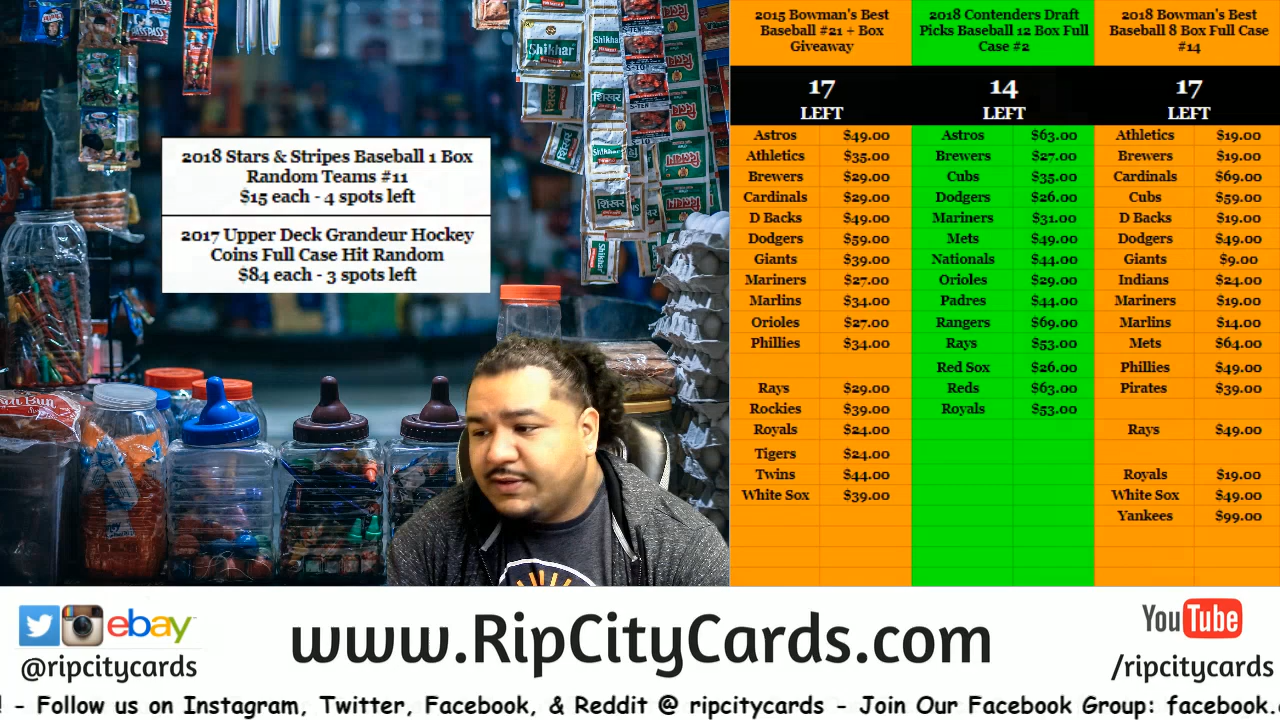 2018 Stars & Stripes Baseball 1 Box
Random Teams #11
$15 each - 4 spots left
2017 Upper Deck Grandeur Hockey
Coins Full Case Hit Random
$84 each - 3 spots left
Shikhar
शिखर
2015 Bowman's Best
Baseball #21 + Box
Giveaway
17
LEFT
Astros $49.00
Athletics $35.00
Brewers $29.00
Cardinals $29.00
D Backs $49.00
Dodgers $59.00
Giants $39.00
Mariners $27.00
Marlins $34.00
Orioles $27.00
Phillies $34.00
Rays $29.00
Rockies $39.00
Royals $24.00
Tigers $24.00
Twins $44.00
White Sox $39.00
2018 Contenders Draft
Picks Baseball 12 Box Full
Case #2
14
LEFT
Astros $63.00
Brewers $27.00
Cubs $35.00
Dodgers $26.00
Mariners $31.00
Mets $49.00
Nationals $44.00
Orioles $29.00
Padres $44.00
Rangers $69.00
Rays $53.00
Red Sox $26.00
Reds $63.00
Royals $53.00
2018 Bowman's Best
Baseball 8 Box Full Case
#14
17
LEFT
Athletics $19.00
Brewers $19.00
Cardinals $69.00
Cubs $59.00
D Backs $19.00
Dodgers $49.00
Giants $9.00
Indians $24.00
Mariners $19.00
Marlins $14.00
Mets $64.00
Phillies $49.00
Pirates $39.00
Rays $49.00
Royals $19.00
White Sox $49.00
Yankees $99.00
ebay
@ripcitycards
www.RipCityCards.com
YouTube
/ripcitycards
! - Follow us on Instagram, Twitter, Facebook, & Reddit @ ripcitycards - Join Our Facebook Group: facebook.